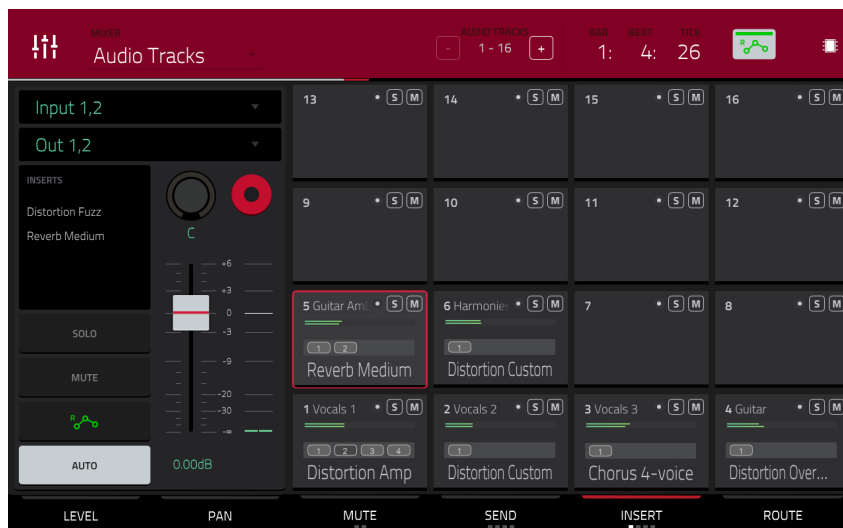 MIXER
Audio Tracks
AUDIO TRACKS
- 1 - 16 +
BAR BEAT TICK
1: 4: 26
R
Input 1,2
Out 1,2
INSERTS
Distortion Fuzz
Reverb Medium
C
+6
+3
0
-3
-9
-20
-30
-∞
SOLO
MUTE
R
AUTO
0.00dB
13 S M
14 S M
15 S M
16 S M
9 S M
10 S M
11 S M
12 S M
5 Guitar Am S M
1 2
Reverb Medium
6 Harmonies S M
1
Distortion Custom
7 S M
8 S M
1 Vocals 1 S M
1 2 3 4
Distortion Amp
2 Vocals 2 S M
1
Distortion Custom
3 Vocals 3 S M
1
Chorus 4-voice
4 Guitar S M
1
Distortion Over...
LEVEL PAN MUTE SEND INSERT ROUTE